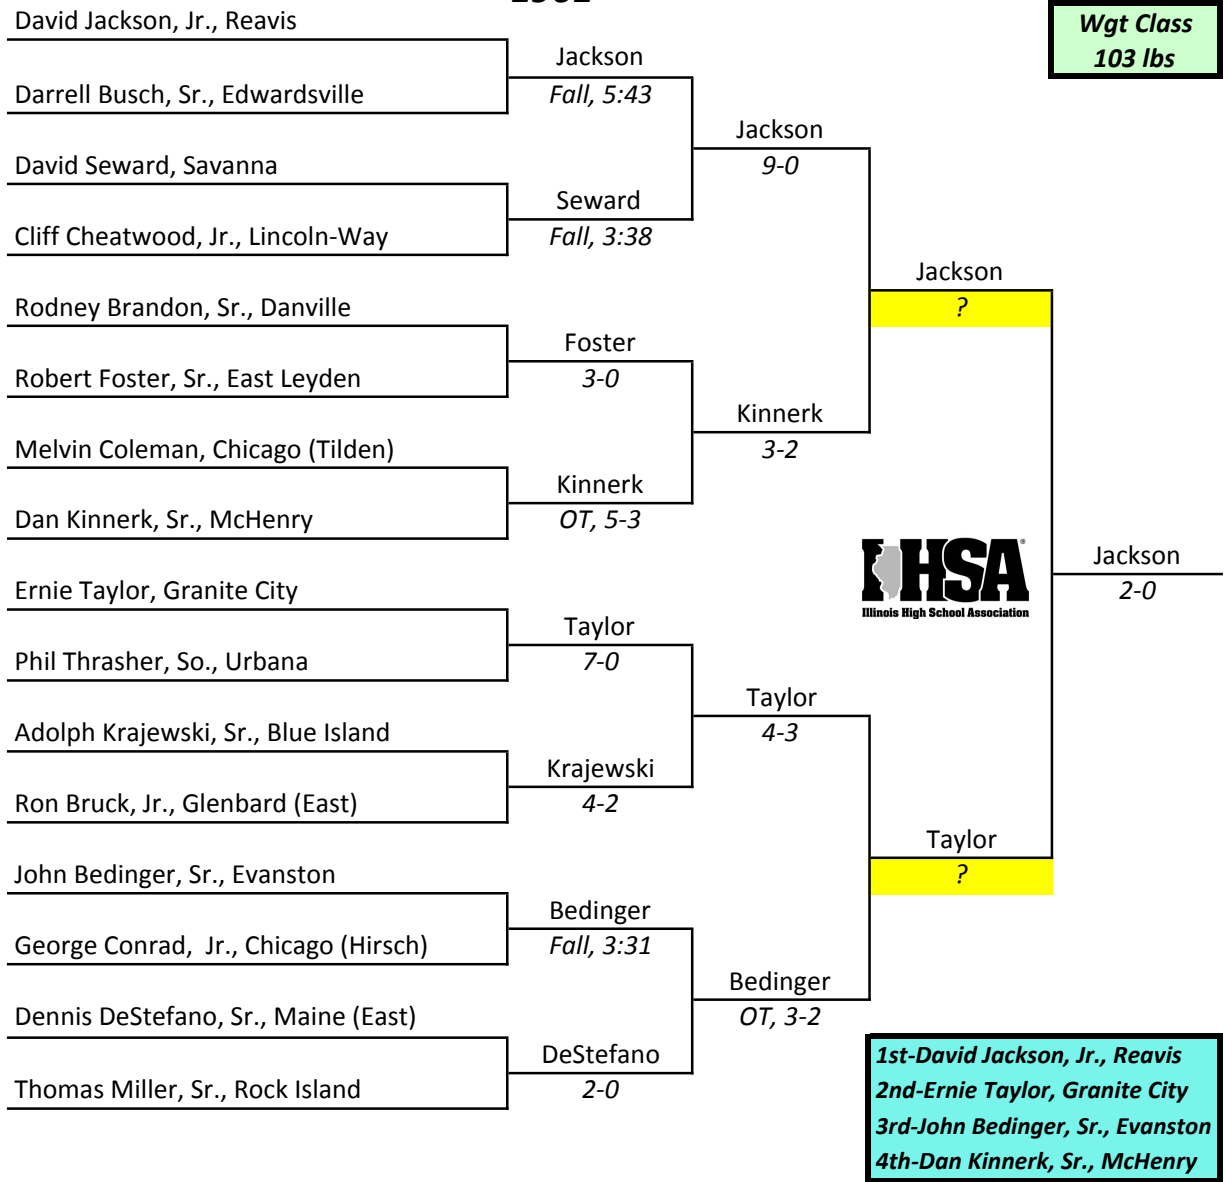 Wgt Class
103 lbs
David Jackson, Jr., Reavis
Darrell Busch, Sr., Edwardsville
David Seward, Savanna
Cliff Cheatwood, Jr., Lincoln-Way
Rodney Brandon, Sr., Danville
Robert Foster, Sr., East Leyden
Melvin Coleman, Chicago (Tilden)
Dan Kinnerk, Sr., McHenry
Ernie Taylor, Granite City
Phil Thrasher, So., Urbana
Adolph Krajewski, Sr., Blue Island
Ron Bruck, Jr., Glenbard (East)
John Bedinger, Sr., Evanston
George Conrad,  Jr., Chicago (Hirsch)
Dennis DeStefano, Sr., Maine (East)
Thomas Miller, Sr., Rock Island
Jackson
Fall, 5:43
Seward
Fall, 3:38
Foster
3-0
Kinnerk
OT, 5-3
Taylor
7-0
Krajewski
4-2
Bedinger
Fall, 3:31
DeStefano
2-0
Jackson
9-0
Kinnerk
3-2
Taylor
4-3
Bedinger
OT, 3-2
Jackson
?
Taylor
?
IHSA®
Illinois High School Association
Jackson
2-0
1st-David Jackson, Jr., Reavis
2nd-Ernie Taylor, Granite City
3rd-John Bedinger, Sr., Evanston
4th-Dan Kinnerk, Sr., McHenry